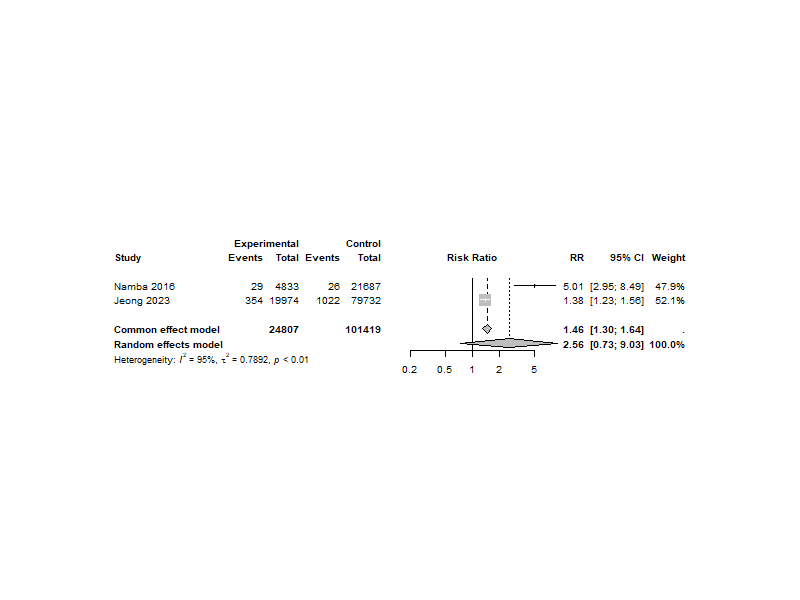 Experimental Control
Study Events Total Events Total Risk Ratio RR 95% CI Weight
Namba 2016 29 4833 26 21687 5.01 [2.95; 8.49] 47.9%
Jeong 2023 354 19974 1022 79732 1.38 [1.23; 1.56] 52.1%
Common effect model 24807 101419 1.46 [1.30; 1.64] .
Random effects model 2.56 [0.73; 9.03] 100.0%
Heterogeneity: I² = 95%, τ² = 0.7892, p < 0.01
0.2 0.5 1 2 5